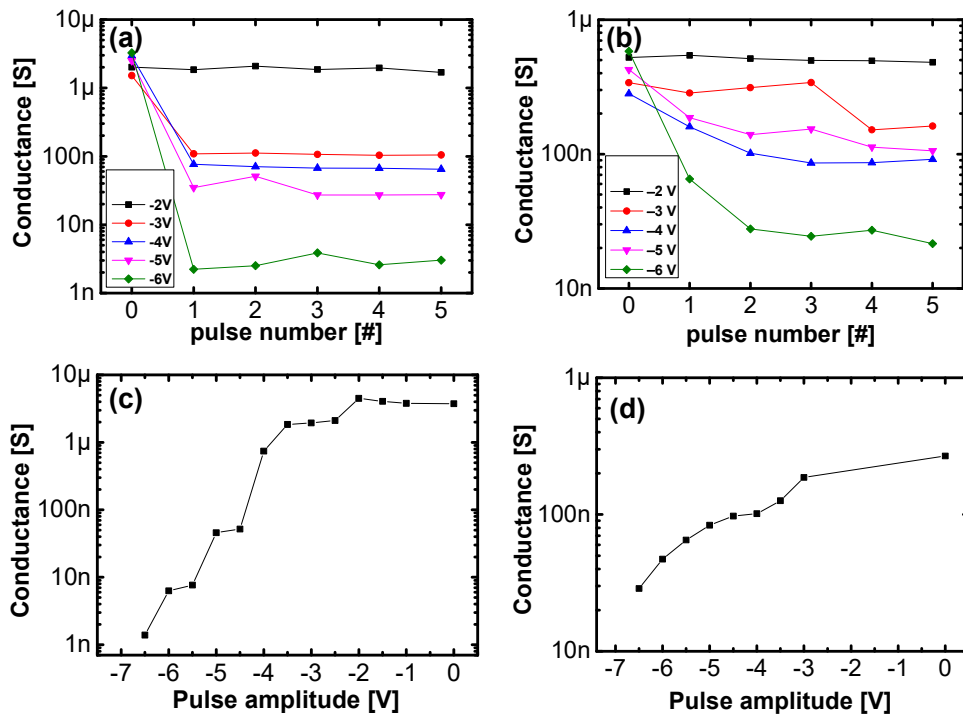 (a)
Conductance [S]
10µ
1µ
100n
10n
1n
-2V
-3V
-4V
-5V
-6V
0 1 2 3 4 5
pulse number [#]
(b)
Conductance [S]
1µ
100n
10n
–2 V
–3 V
–4 V
–5 V
–6 V
0 1 2 3 4 5
pulse number [#]
(c)
Conductance [S]
10µ
1µ
100n
10n
1n
-7 -6 -5 -4 -3 -2 -1 0
Pulse amplitude [V]
(d)
Conductance [S]
1µ
100n
10n
-7 -6 -5 -4 -3 -2 -1 0
Pulse amplitude [V]